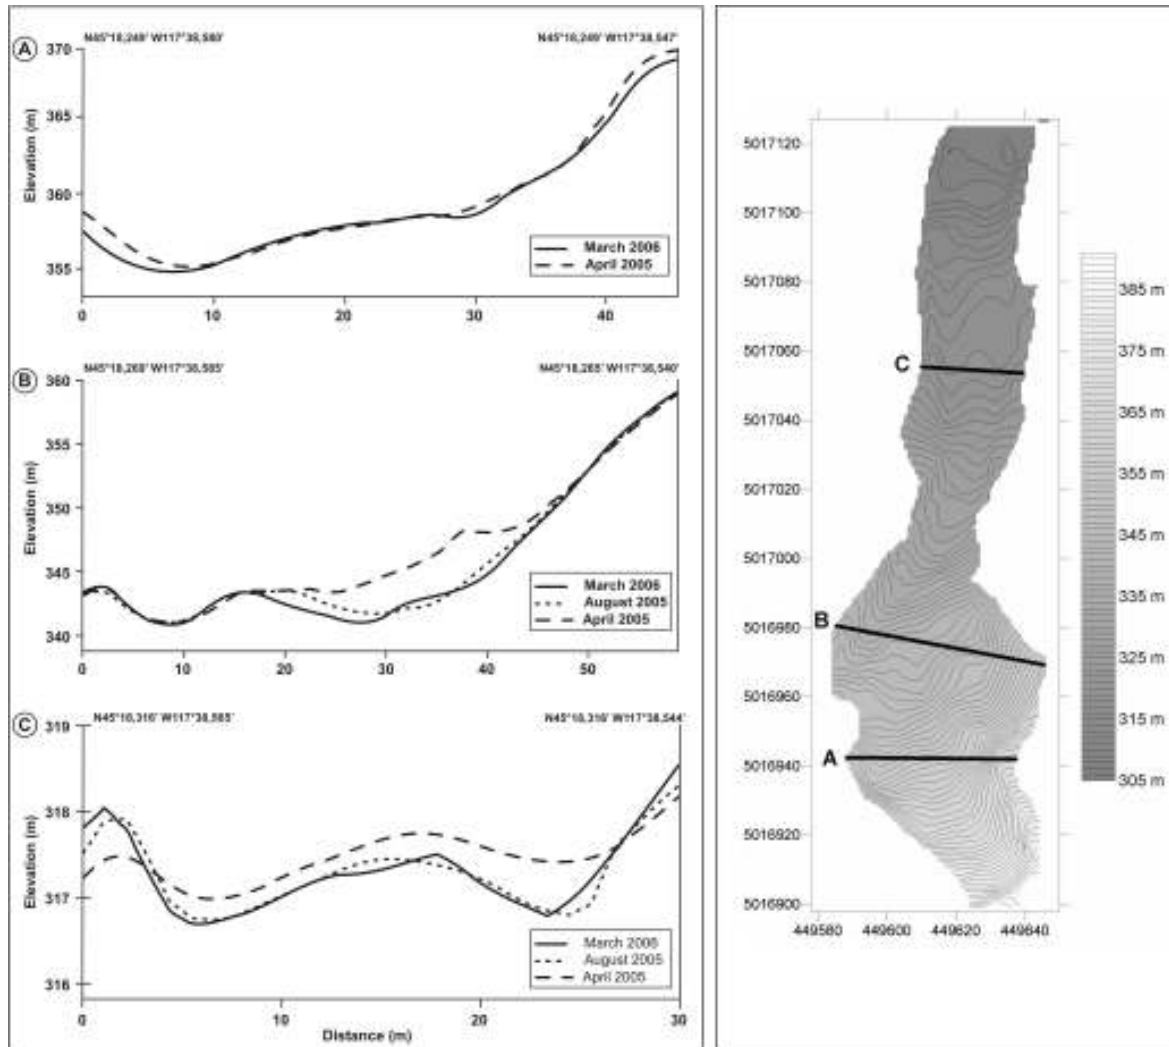 A
N45°18,249' W117°38,580' N45°18,249' W117°38,547'
Elevation (m)
370
365
360
355
March 2006
April 2005
0 10 20 30 40
B
N45°18,269' W117°38,585' N45°18,265' W117°38,540'
Elevation (m)
360
355
350
345
340
March 2006
August 2005
April 2005
0 10 20 30 40 50
C
N45°18,316' W117°38,565' N45°18,316' W117°38,544'
Elevation (m)
319
318
317
316
March 2006
August 2005
April 2005
0 10 20 30
Distance (m)
5017120
5017100
5017080
5017060
5017040
5017020
5017000
5016980
5016960
5016940
5016920
5016900
C
B
A
449580 449600 449620 449640
385 m
375 m
365 m
355 m
345 m
335 m
325 m
315 m
305 m